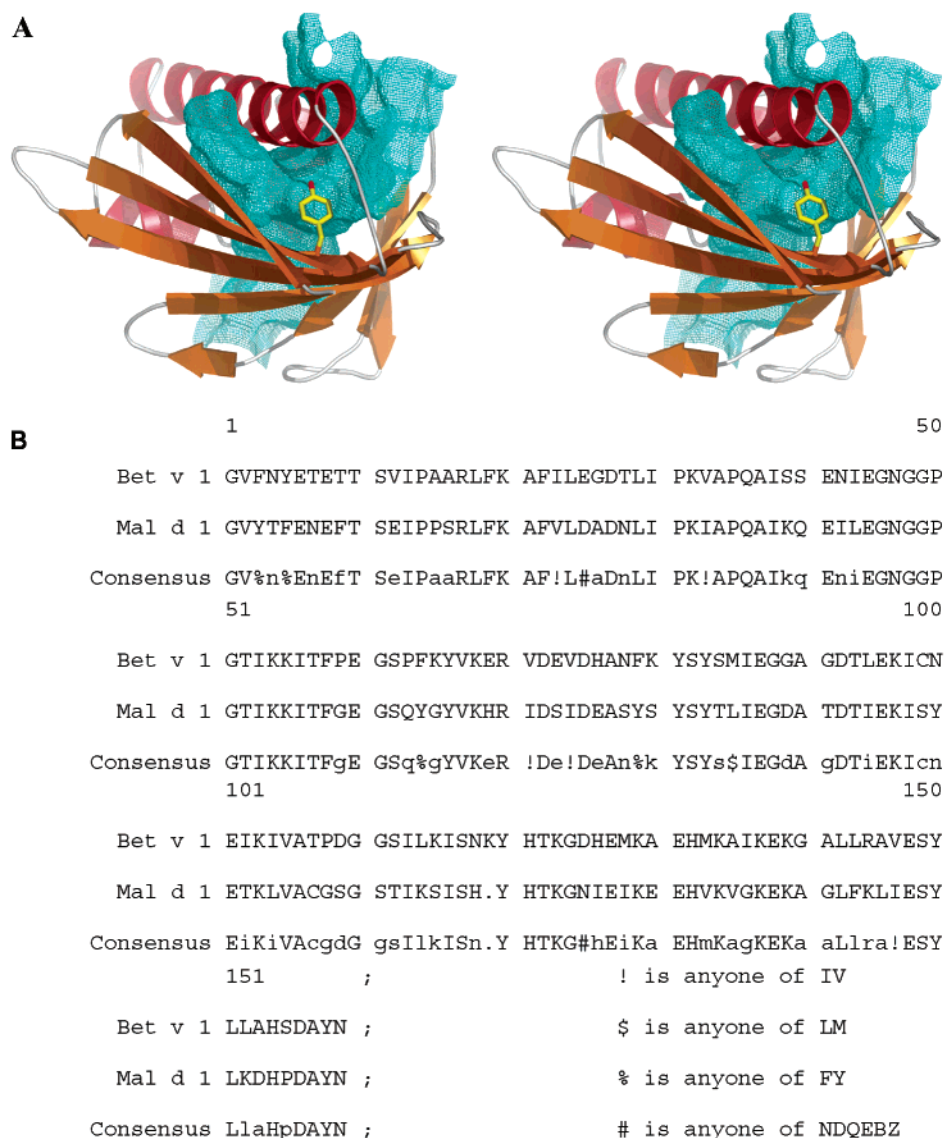 A
B
1 50
Bet v 1 GVFNYETETT SVIPAARLFK AFILEGDTLI PKVAPQAISS ENIEGNGGP
Mal d 1 GVYTFENEFT SEIPPSRLFK AFVLDADNLI PKIAPQAIKQ EILEGNGGP
Consensus GV%n%EnEfT SeIPaaRLFK AF!L#aDnLI PK!APQAIkq EniEGNGGP
51 100
Bet v 1 GTIKKITFPE GSPFKYVKER VDEVDHANFK YSYSMIEGGA GDTLEKICN
Mal d 1 GTIKKITFGE GSQYGYVKHR IDSIDEASYS YSYTLIEGDA TDTIEKISY
Consensus GTIKKITFgE GSq%gYVKeR !De!DeAn%k YSYs$IEGdA gDTiEKIcn
101 150
Bet v 1 EIKIVATPDG GSILKISNKY HTKGDHEMKA EHMKAIKEKG ALLRAVESY
Mal d 1 ETKLVACGSG STIKSISH.Y HTKGNIEIKE EHVKVGKEKA GLFKLIESY
Consensus EiKiVAcgdG gsIlkISn.Y HTKG#hEiKa EHmKagKEKa aLlra!ESY
151 ; ! is anyone of IV
Bet v 1 LLAHSDAYN ; $ is anyone of LM
Mal d 1 LKDHPDAYN ; % is anyone of FY
Consensus LlaHpDAYN ; # is anyone of NDQEBZ